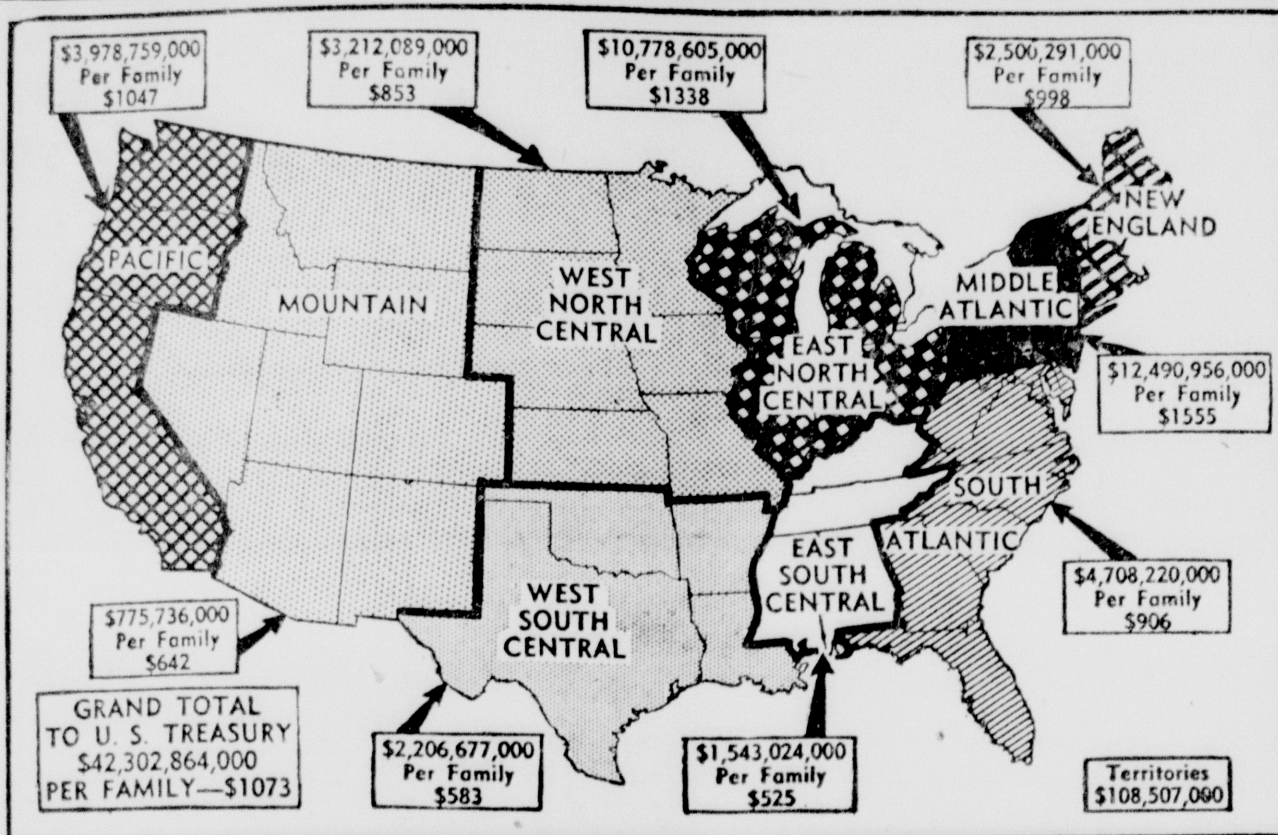 $3,978,759,000
Per Family
$1047
$3,212,089,000
Per Family
$853
$10,778,605,000
Per Family
$1338
$2,500,291,000
Per Family
$998
PACIFIC
MOUNTAIN
WEST
NORTH
CENTRAL
EAST
NORTH
CENTRAL
MIDDLE
ATLANTIC
NEW
ENGLAND
$12,490,956,000
Per Family
$1555
SOUTH
ATLANTIC
EAST
SOUTH
CENTRAL
WEST
SOUTH
CENTRAL
$4,708,220,000
Per Family
$906
$775,736,000
Per Family
$642
GRAND TOTAL
TO U. S. TREASURY
$42,302,864,000
PER FAMILY—$1073
$2,206,677,000
Per Family
$583
$1,543,024,000
Per Family
$525
Territories
$108,507,000